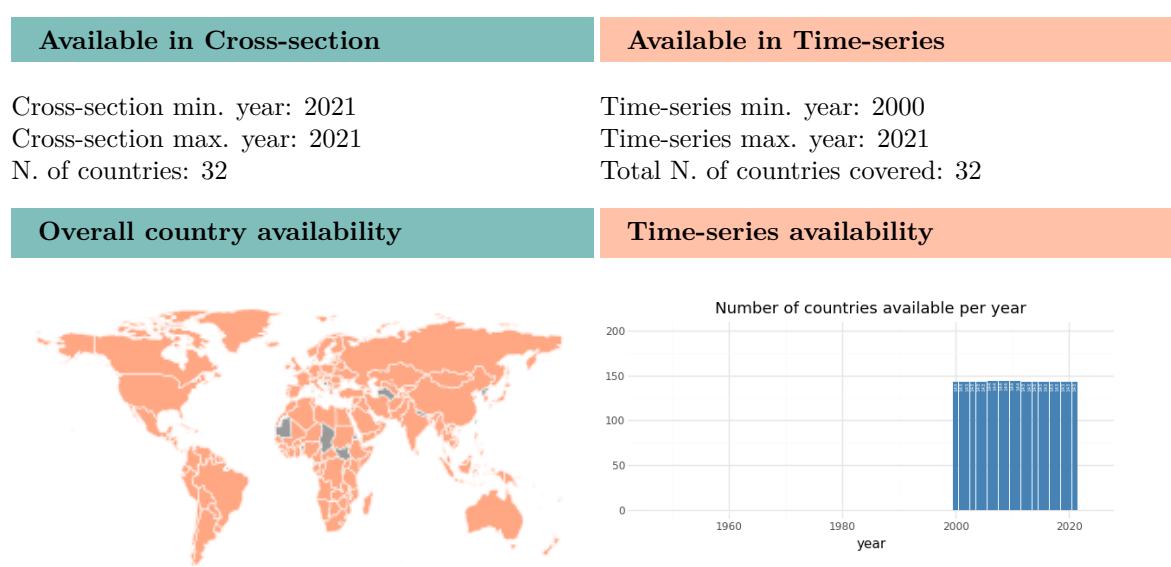 Available in Cross-section
Available in Time-series
Cross-section min. year: 2021
Cross-section max. year: 2021
N. of countries: 32
Time-series min. year: 2000
Time-series max. year: 2021
Total N. of countries covered: 32
Overall country availability
Time-series availability
Number of countries available per year
200
150
100
50
0
1960 1980 2000 2020
year